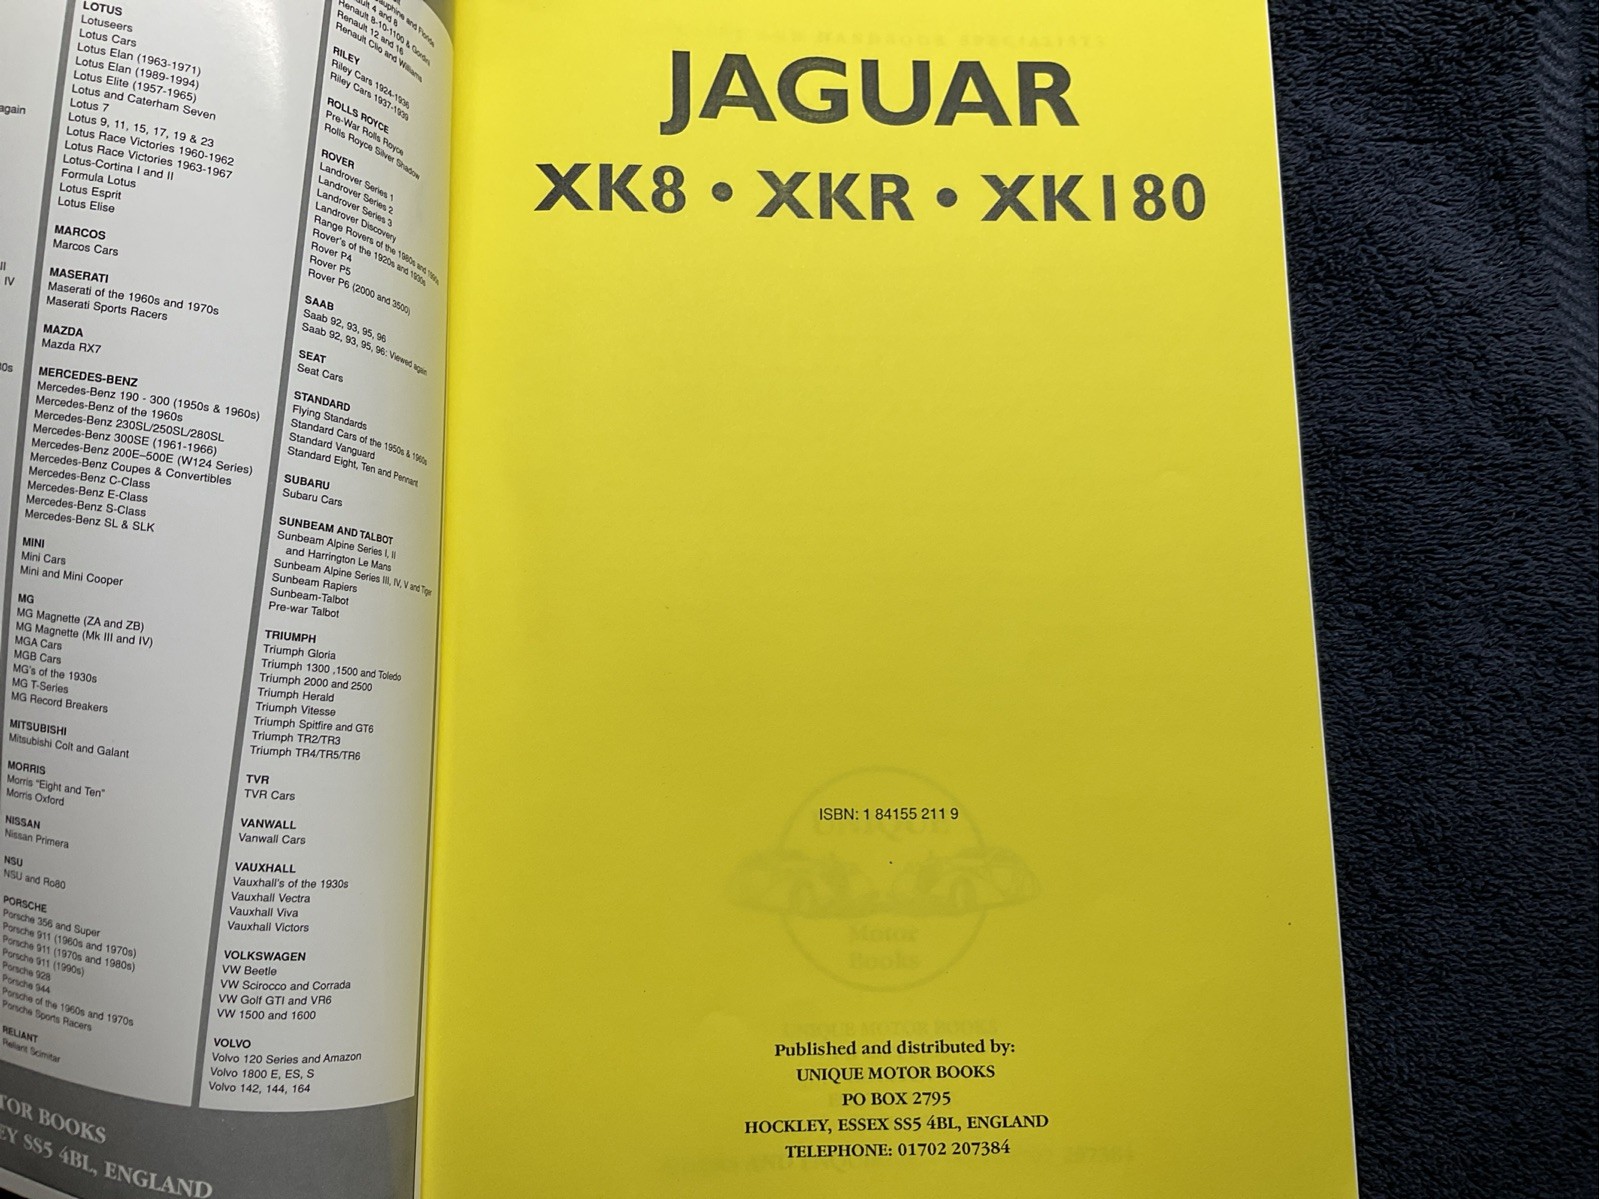 again
II
IV
LOTUS
Lotuseers
Lotus Cars
Lotus Elan (1963-1971)
Lotus Elan (1989-1994)
Lotus Elite (1957-1965)
Lotus and Caterham Seven
Lotus 7
Lotus 9, 11, 15, 17, 19 & 23
Lotus Race Victories 1960-1962
Lotus Race Victories 1963-1967
Lotus-Cortina I and II
Formula Lotus
Lotus Esprit
Lotus Elise
MARCOS
Marcos Cars
MASERATI
Maserati of the 1960s and 1970s
Maserati Sports Racers
MAZDA
Mazda RX7
MERCEDES-BENZ
Mercedes-Benz 190 - 300 (1950s & 1960s)
Mercedes-Benz of the 1960s
Mercedes-Benz 230SL/250SL/280SL
Mercedes-Benz 300SE (1961-1966)
Mercedes-Benz 200E–500E (W124 Series)
Mercedes-Benz Coupes & Convertibles
Mercedes-Benz C-Class
Mercedes-Benz E-Class
Mercedes-Benz S-Class
Mercedes-Benz SL & SLK
MINI
Mini Cars
Mini and Mini Cooper
MG
MG Magnette (ZA and ZB)
MG Magnette (Mk III and IV)
MGA Cars
MGB Cars
MG's of the 1930s
MG T-Series
MG Record Breakers
MITSUBISHI
Mitsubishi Colt and Galant
MORRIS
Morris "Eight and Ten"
Morris Oxford
NISSAN
Nissan Primera
NSU
NSU and Ro80
PORSCHE
Porsche 356 and Super
Porsche 911 (1960s and 1970s)
Porsche 911 (1970s and 1980s)
Porsche 911 (1990s)
Porsche 928
Porsche 944
Porsche of the 1960s and 1970s
Porsche Sports Racers
RELIANT
Reliant Scimitar
Renault 8-10-1100 & Gordini
Renault 12 and 16
Renault Clio and Williams
RILEY
Riley Cars 1924-1936
Riley Cars 1937-1939
ROLLS ROYCE
Pre-War Rolls Royce
Rolls Royce Silver Shadow
ROVER
Landrover Series 1
Landrover Series 2
Landrover Series 3
Landrover Discovery
Range Rovers of the 1980s and 1990s
Rover's of the 1920s and 1930s
Rover P4
Rover P5
Rover P6 (2000 and 3500)
SAAB
Saab 92, 93, 95, 96
Saab 92, 93, 95, 96: Viewed again
SEAT
Seat Cars
STANDARD
Flying Standards
Standard Cars of the 1950s & 1960s
Standard Vanguard
Standard Eight, Ten and Pennant
SUBARU
Subaru Cars
SUNBEAM AND TALBOT
Sunbeam Alpine Series I, II
and Harrington Le Mans
Sunbeam Alpine Series III, IV, V and Tiger
Sunbeam Rapiers
Sunbeam-Talbot
Pre-war Talbot
TRIUMPH
Triumph Gloria
Triumph 1300 ,1500 and Toledo
Triumph 2000 and 2500
Triumph Herald
Triumph Vitesse
Triumph Spitfire and GT6
Triumph TR2/TR3
Triumph TR4/TR5/TR6
TVR
TVR Cars
VANWALL
Vanwall Cars
VAUXHALL
Vauxhall's of the 1930s
Vauxhall Vectra
Vauxhall Viva
Vauxhall Victors
VOLKSWAGEN
VW Beetle
VW Scirocco and Corrada
VW Golf GTI and VR6
VW 1500 and 1600
VOLVO
Volvo 120 Series and Amazon
Volvo 1800 E, ES, S
Volvo 142, 144, 164
BOOKS
SS5 4BL, ENGLAND
JAGUAR
XK8 • XKR • XK180
ISBN: 1 84155 211 9
UNIQUE
Motor
Books
Published and distributed by:
UNIQUE MOTOR BOOKS
PO BOX 2795
HOCKLEY, ESSEX SS5 4BL, ENGLAND
TELEPHONE: 01702 207384